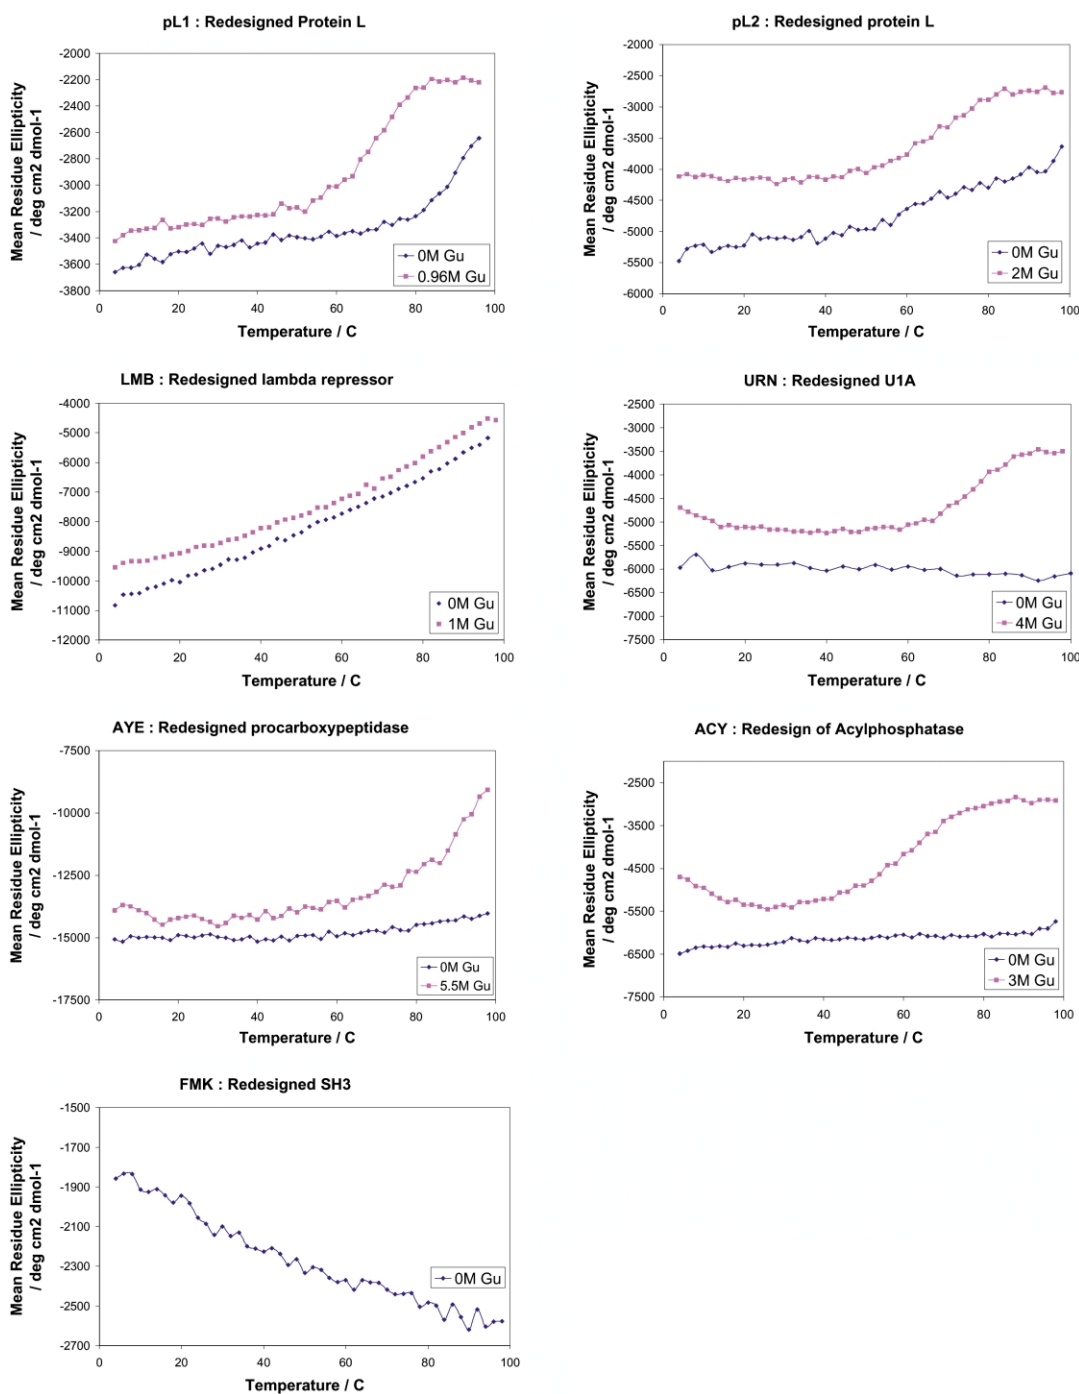 pL1 : Redesigned Protein L
Mean Residue Ellipticity
/ deg cm2 dmol-1
-2000
-2200
-2400
-2600
-2800
-3000
-3200
-3400
-3600
-3800
0 20 40 60 80 100
0M Gu
0.96M Gu
Temperature / C
pL2 : Redesigned protein L
Mean Residue Ellipticity
/ deg cm2 dmol-1
-2000
-2500
-3000
-3500
-4000
-4500
-5000
-5500
-6000
0 20 40 60 80 100
0M Gu
2M Gu
Temperature / C
LMB : Redesigned lambda repressor
Mean Residue Ellipticity
/ deg cm2 dmol-1
-4000
-5000
-6000
-7000
-8000
-9000
-10000
-11000
-12000
0 20 40 60 80 100
0M Gu
1M Gu
Temperature / C
URN : Redesigned U1A
Mean Residue Ellipticity
/ deg cm2 dmol-1
-2500
-3000
-3500
-4000
-4500
-5000
-5500
-6000
-6500
-7000
-7500
0 20 40 60 80 100
0M Gu
4M Gu
Temperature / C
AYE : Redesigned procarboxypeptidase
Mean Residue Ellipticity
/ deg cm2 dmol-1
-7500
-10000
-12500
-15000
-17500
0 20 40 60 80 100
0M Gu
5.5M Gu
Temperature / C
ACY : Redesign of Acylphosphatase
Mean Residue Ellipticity
/ deg cm2 dmol-1
-2500
-3500
-4500
-5500
-6500
-7500
0 20 40 60 80 100
0M Gu
3M Gu
Temperature / C
FMK : Redesigned SH3
Mean Residue Ellipticity
/ deg cm2 dmol-1
-1500
-1700
-1900
-2100
-2300
-2500
-2700
0 20 40 60 80 100
0M Gu
Temperature / C